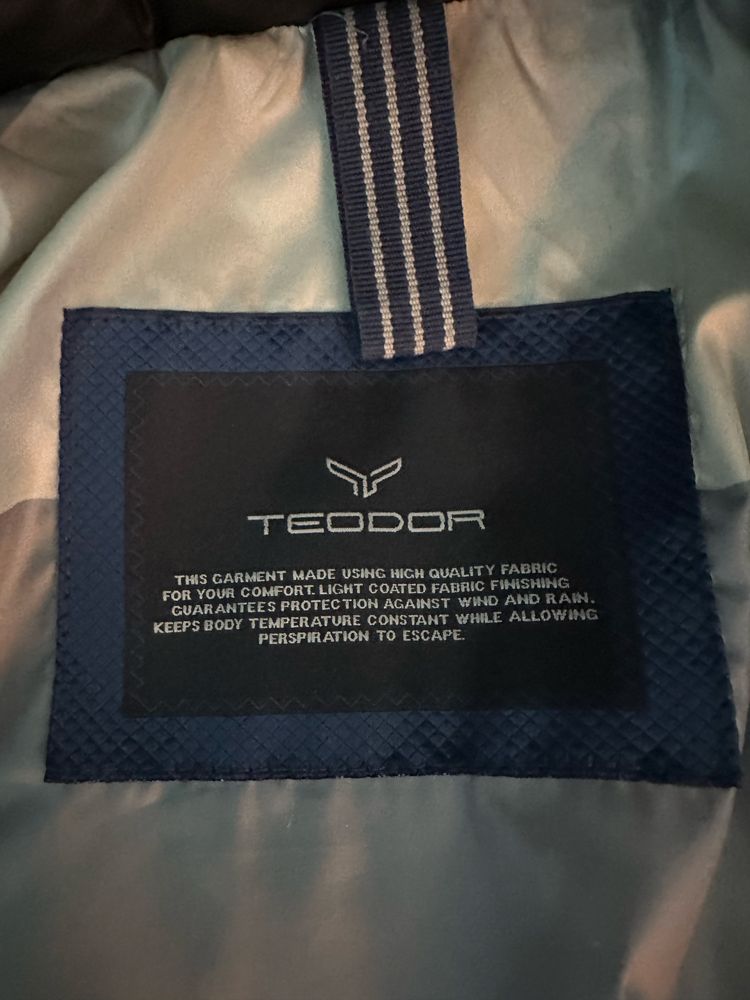 TEODOR
THIS GARMENT MADE USING HIGH QUALITY FABRIC
FOR YOUR COMFORT. LIGHT COATED FABRIC FINISHING
GUARANTEES PROTECTION AGAINST WIND AND RAIN.
KEEPS BODY TEMPERATURE CONSTANT WHILE ALLOWING
PERSPIRATION TO ESCAPE.